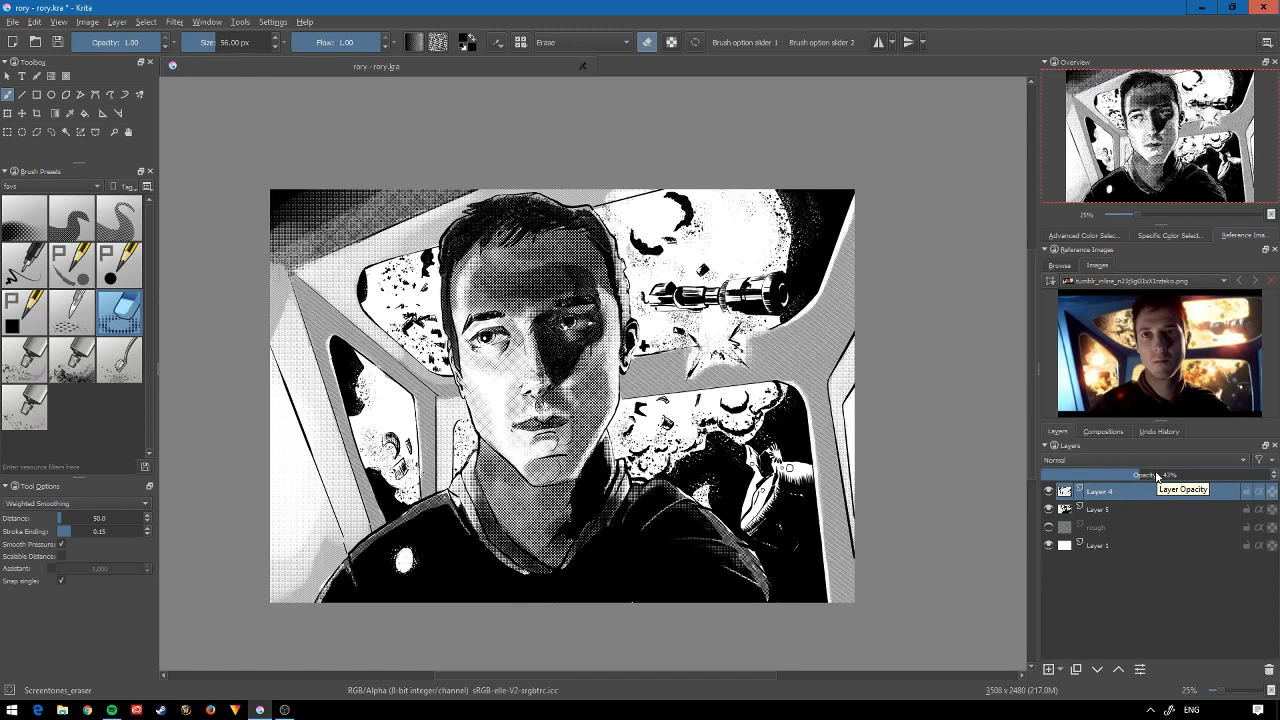 rory - rory.kra * - Krita
File Edit View Image Layer Select Filter Window Tools Settings Help
Opacity: 1.00 Size: 56.00 px Flow: 1.00 Erase Brush option slider 1 Brush option slider 2
Toolbox
rory - rory.kra
Overview
Brush Presets
favs Tag
25%
Advanced Color Selec... Specific Color Select... Reference Ima...
Reference Images
Browse Images
Layers Compositions Undo History
Layers
Normal
Layer Opacity
Layer 4
Layer 5
rough
Layer 1
Enter resource filters here
Tool Options
Weighted Smoothing
Distance: 50.0
Stroke Ending: 0.15
Smooth Pressure:
Scalable Distance:
Assistant: 1.000
Snap single:
Screentones_eraser RGB/Alpha (8-bit integer/channel) sRGB-elle-V2-srgbtrc.icc 3508 x 2480 (217.0M) 25%
ENG